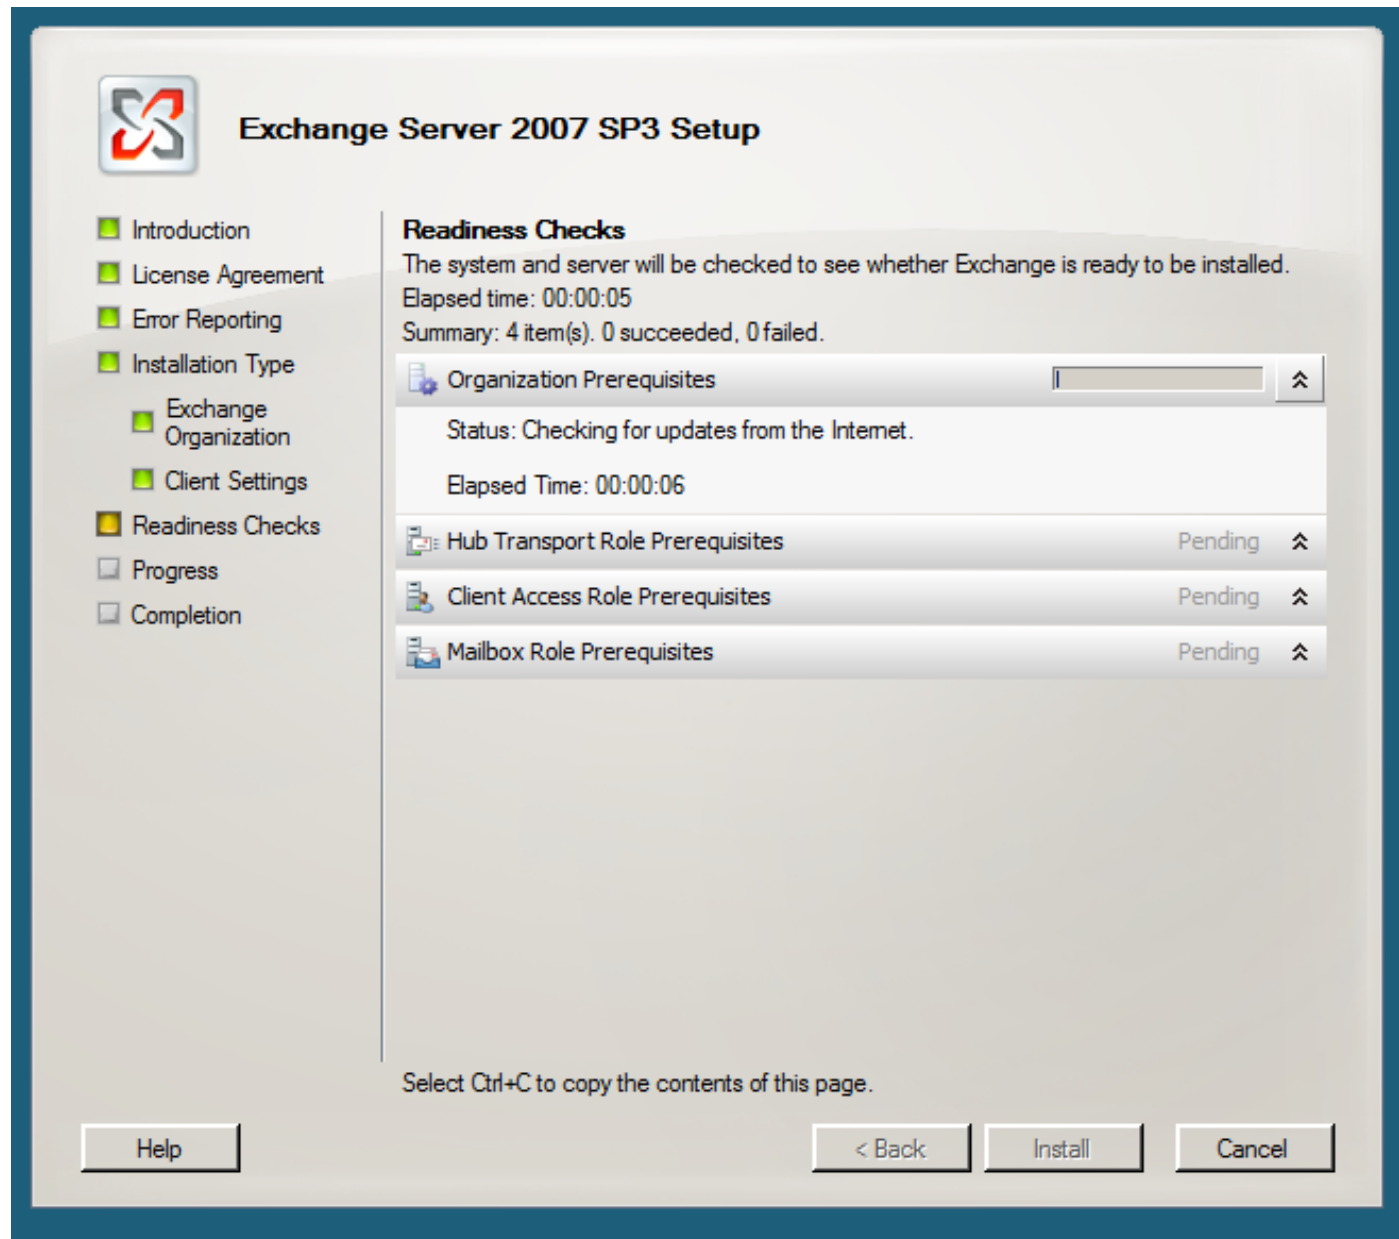 Exchange Server 2007 SP3 Setup
Introduction
License Agreement
Error Reporting
Installation Type
Exchange
Organization
Client Settings
Readiness Checks
Progress
Completion
Readiness Checks
The system and server will be checked to see whether Exchange is ready to be installed.
Elapsed time: 00:00:05
Summary: 4 item(s). 0 succeeded, 0 failed.
Organization Prerequisites
Status: Checking for updates from the Internet.
Elapsed Time: 00:00:06
Hub Transport Role Prerequisites Pending
Client Access Role Prerequisites Pending
Mailbox Role Prerequisites Pending
Select Ctrl+C to copy the contents of this page.
Help < Back Install Cancel